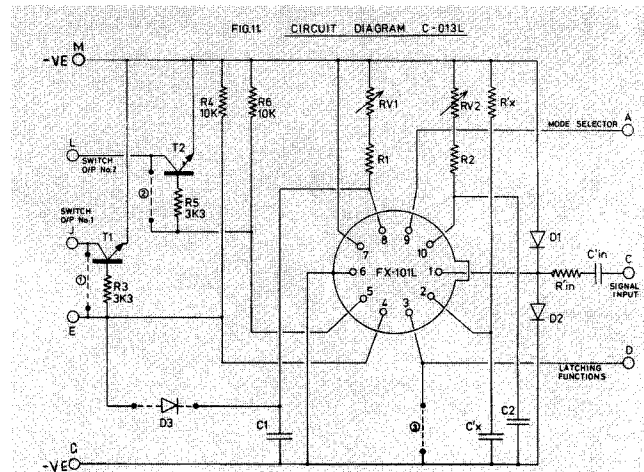 FIG.11. CIRCUIT DIAGRAM C-013L
M
-VE
R4
10K
R6
10K
RV1
RV2
R'x
MODE SELECTOR
A
L
SWITCH
O/P No.2
T2
②
R5
3K3
R1
R2
SWITCH
O/P No.1
J
T1
①
R3
3K3
E
8
9
7
10
6
FX-101L
1
5
2
4
3
D1
D2
R'in
C'in
C
SIGNAL
INPUT
D
LATCHING
FUNCTIONS
D3
C1
③
C'x
C2
G
-VE